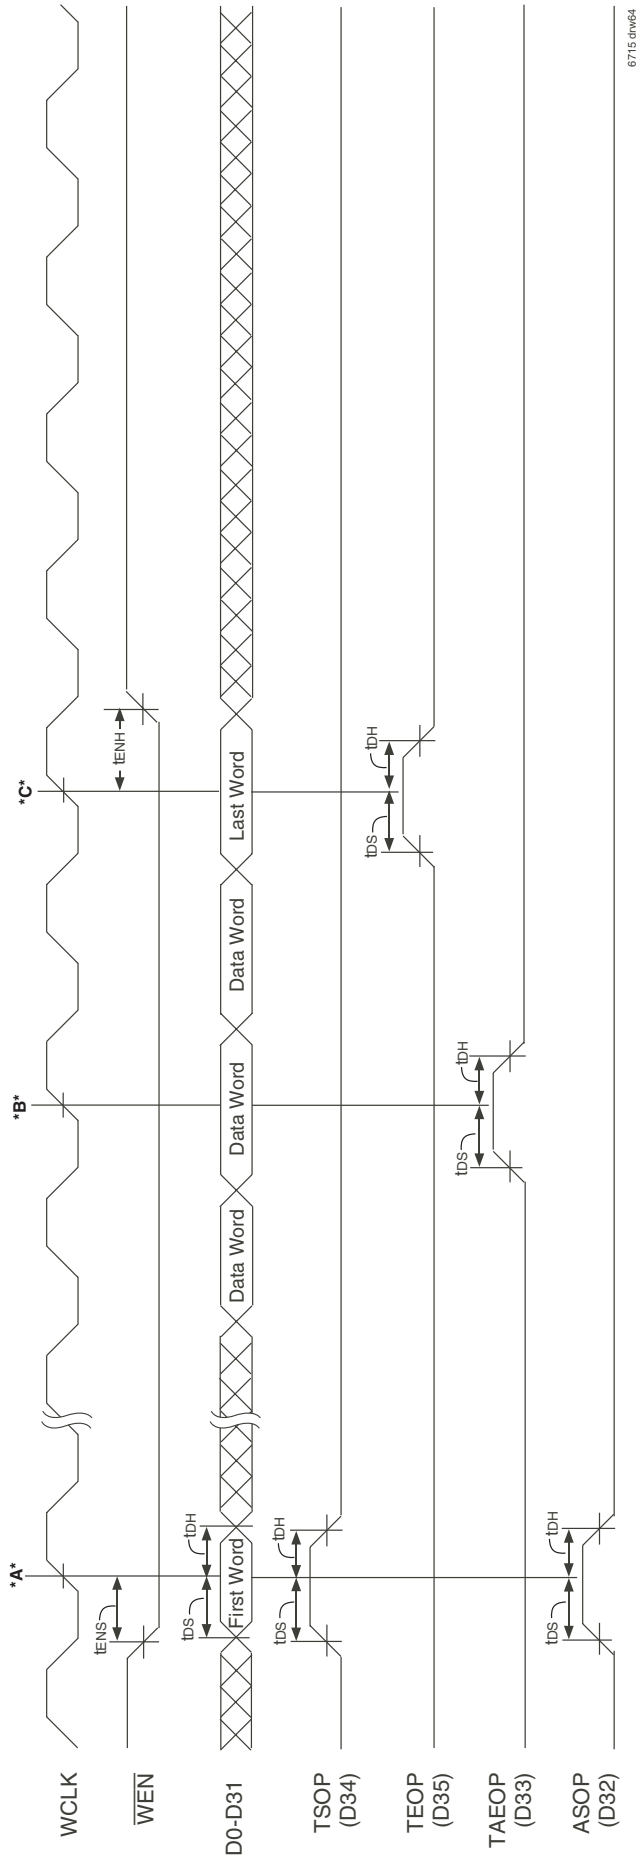 *A*
*B*
*C*
WCLK
tENS
tENH
WEN
D0-D31
tDS
tDH
First Word
Data Word
Data Word
Data Word
Last Word
TSOP
(D34)
tDS
tDH
TEOP
(D35)
tDS
tDH
TAEOP
(D33)
tDS
tDH
ASOP
(D32)
tDS
tDH
6715 drw64